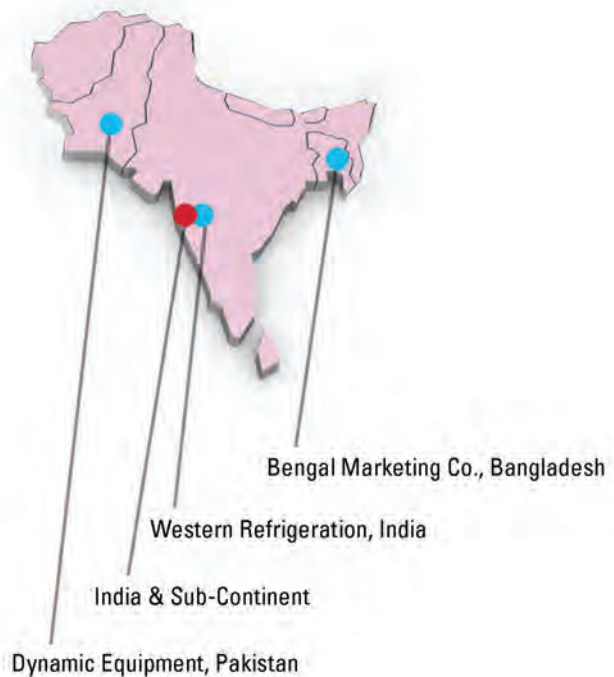 Bengal Marketing Co., Bangladesh
Western Refrigeration, India
India & Sub-Continent
Dynamic Equipment, Pakistan